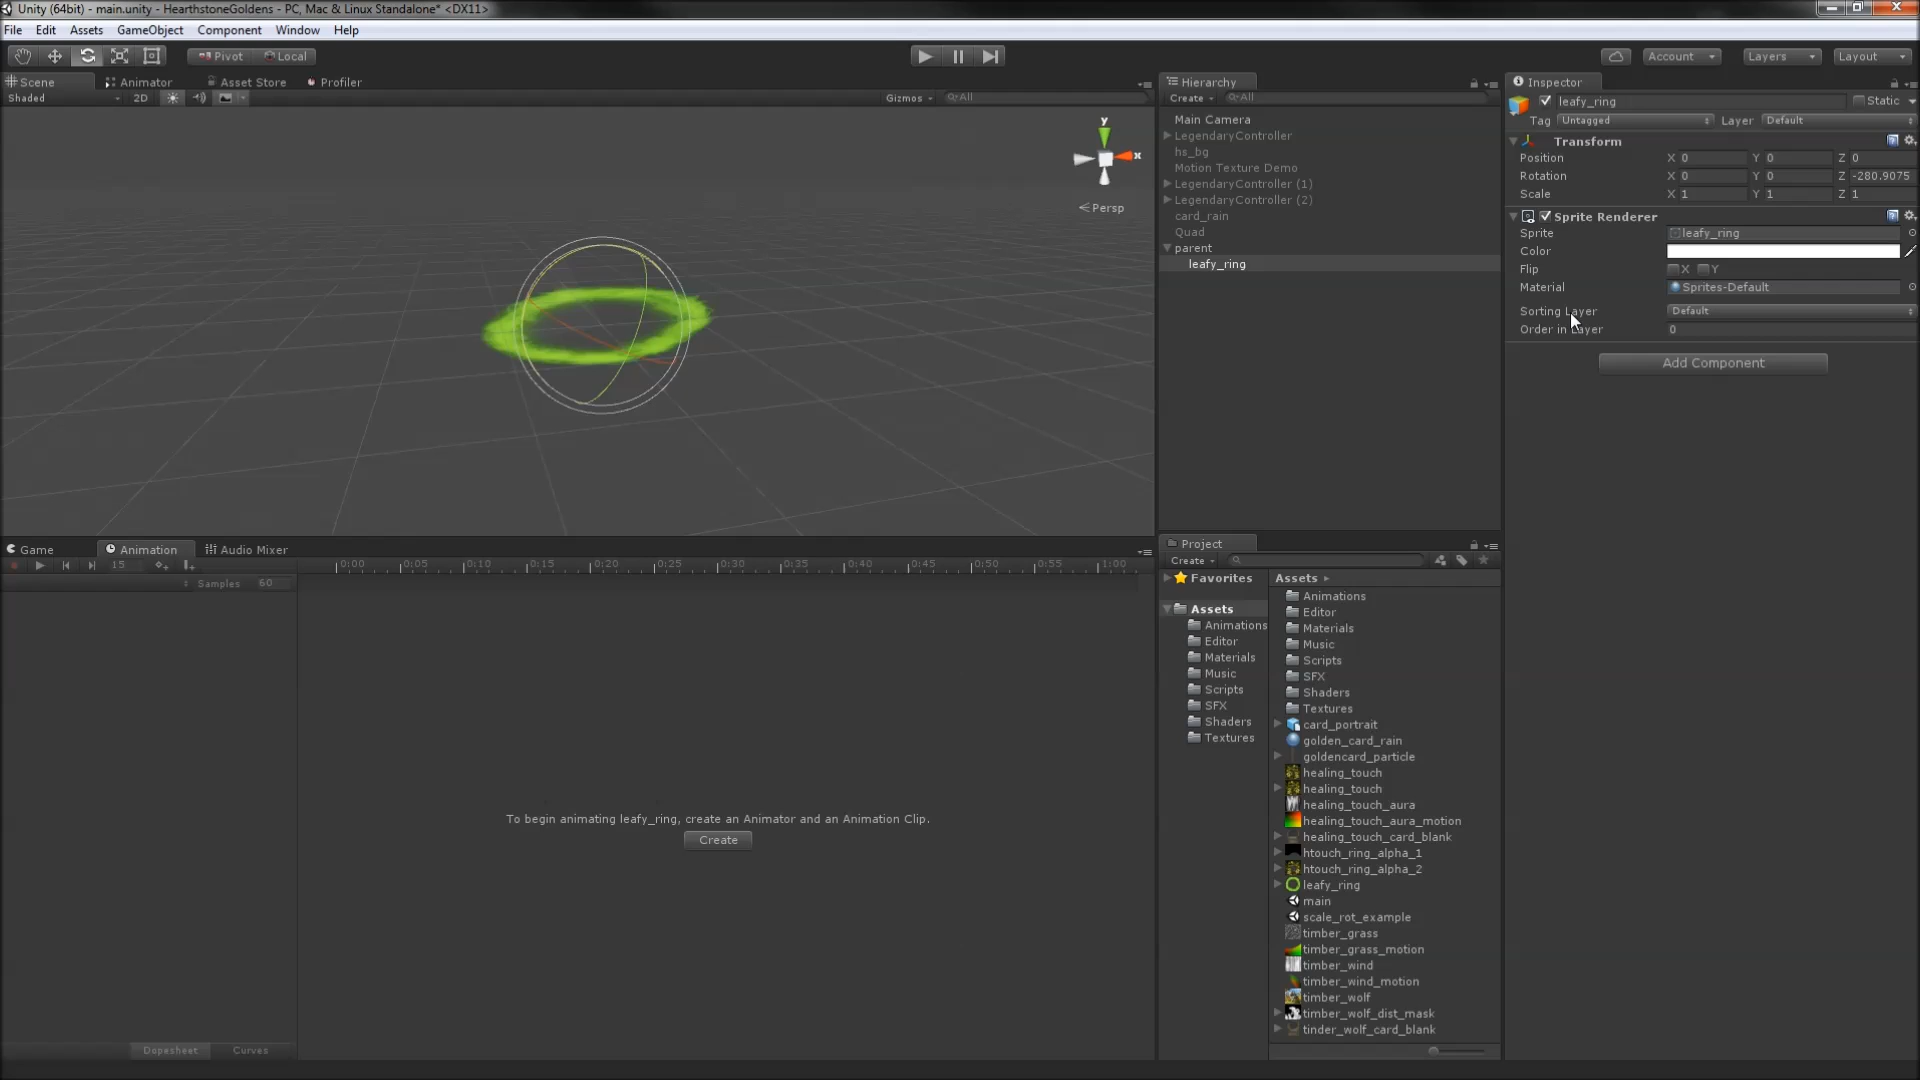 Unity (64bit) - main.unity - HearthstoneGoldens - PC, Mac & Linux Standalone* <DX11>
File Edit Assets GameObject Component Window Help
Pivot Local Account Layers Layout
Scene Animator Asset Store Profiler
Shaded 2D Gizmos All
y
x
Persp
Hierarchy
Create All
Main Camera
LegendaryController
hs_bg
Motion Texture Demo
LegendaryController (1)
LegendaryController (2)
card_rain
Quad
parent
leafy_ring
Inspector
leafy_ring Static
Tag Untagged Layer Default
Transform
Position X 0 Y 0 Z 0
Rotation X 0 Y 0 Z -280.9075
Scale X 1 Y 1 Z 1
Sprite Renderer
Sprite leafy_ring
Color
Flip X Y
Material Sprites-Default
Sorting Layer Default
Order in Layer 0
Add Component
Game Animation Audio Mixer
15 0:00 0:05 0:10 0:15 0:20 0:25 0:30 0:35 0:40 0:45 0:50 0:55 1:00
Samples 60
To begin animating leafy_ring, create an Animator and an Animation Clip.
Create
Dopesheet Curves
Project
Create
Favorites
Assets
Animations
Editor
Materials
Music
Scripts
SFX
Shaders
Textures
Assets
Animations
Editor
Materials
Music
Scripts
SFX
Shaders
Textures
card_portrait
golden_card_rain
goldencard_particle
healing_touch
healing_touch
healing_touch_aura
healing_touch_aura_motion
healing_touch_card_blank
htouch_ring_alpha_1
htouch_ring_alpha_2
leafy_ring
main
scale_rot_example
timber_grass
timber_grass_motion
timber_wind
timber_wind_motion
timber_wolf
timber_wolf_dist_mask
tinder_wolf_card_blank